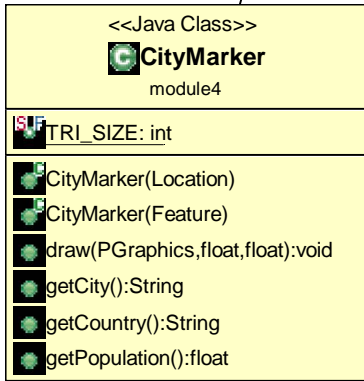 <<Java Class>>
C CityMarker
module4
S F TRI_SIZE: int
C CityMarker(Location)
C CityMarker(Feature)
draw(PGraphics,float,float):void
getCity():String
getCountry():String
getPopulation():float